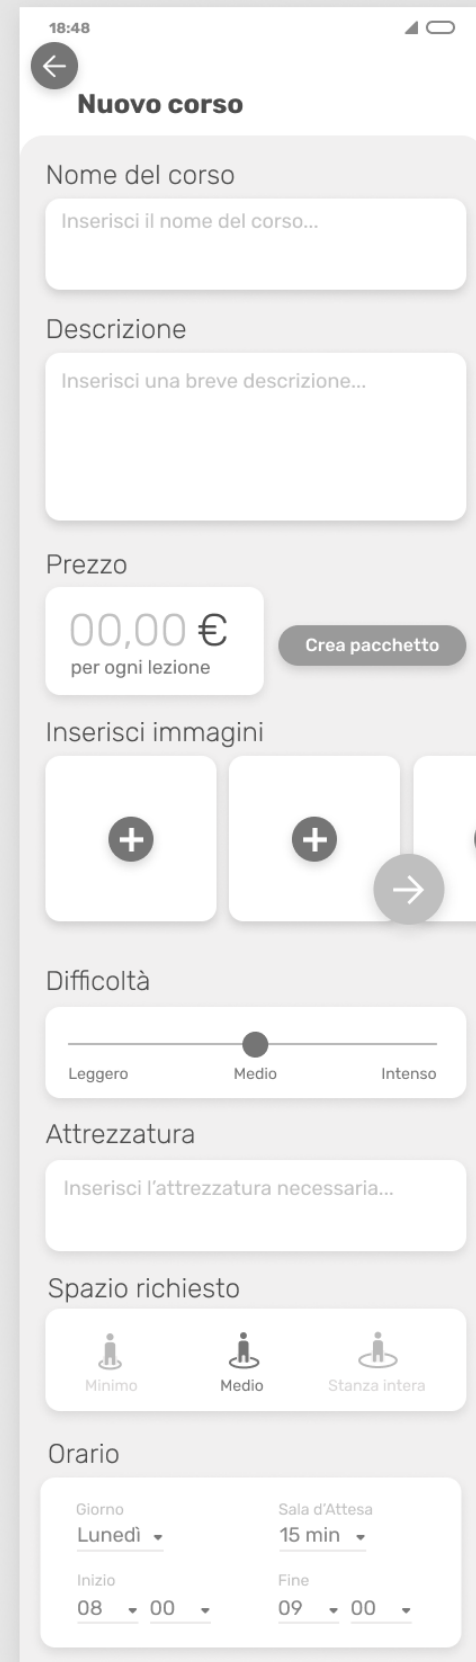 18:48
Nuovo corso
Nome del corso
Inserisci il nome del corso...
Descrizione
Inserisci una breve descrizione...
Prezzo
00,00 €
per ogni lezione
Crea pacchetto
Inserisci immagini
Difficoltà
Leggero Medio Intenso
Attrezzatura
Inserisci l'attrezzatura necessaria...
Spazio richiesto
Minimo Medio Stanza intera
Orario
Giorno Sala d'Attesa
Lunedì 15 min
Inizio Fine
08 00 09 00